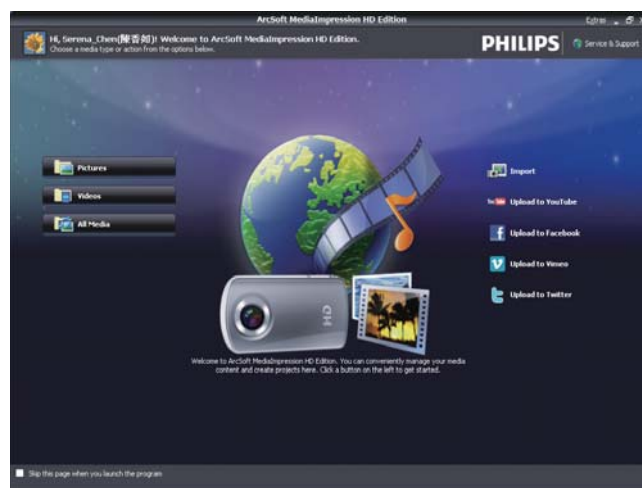 ArcSoft MediaImpression HD Edition
Extras
Hi, Serena_Chen(陳香如)! Welcome to ArcSoft MediaImpression HD Edition.
Choose a media type or action from the options below.
PHILIPS
Service & Support
Pictures
Videos
All Media
Import
Upload to YouTube
Upload to Facebook
Upload to Vimeo
Upload to Twitter
HD
Welcome to ArcSoft MediaImpression HD Edition. You can conveniently manage your media
content and create projects here. Click a button on the left to get started.
Skip this page when you launch the program